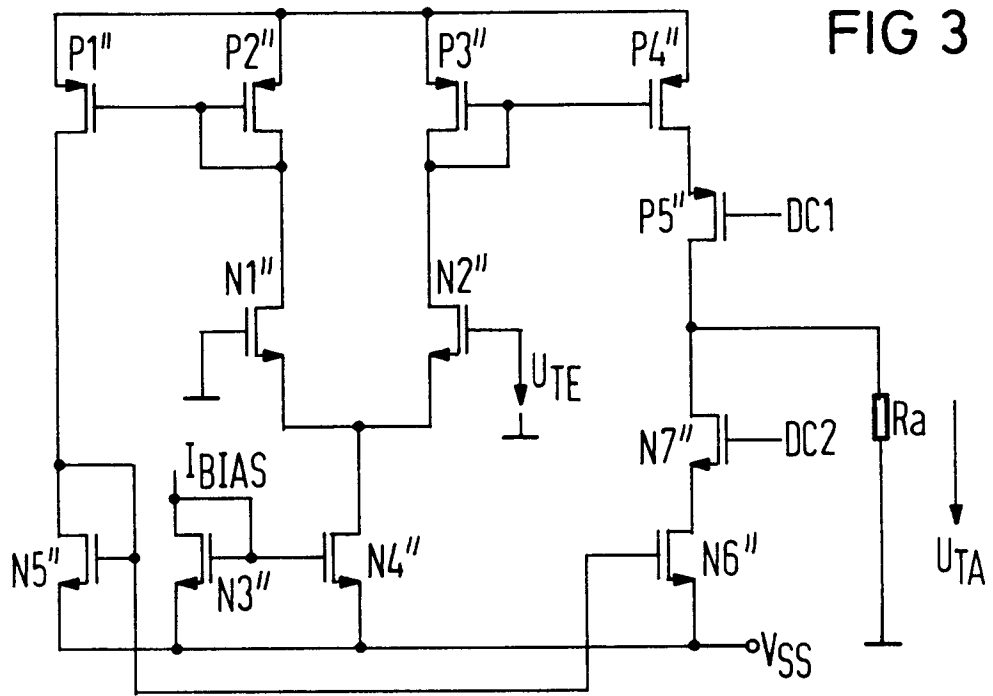 FIG 3
P1"
P2"
P3"
P4"
P5"
DC1
N1"
N2"
UTE
Ra
N7"
DC2
IBIAS
UTA
N5"
N3"
N4"
N6"
VSS